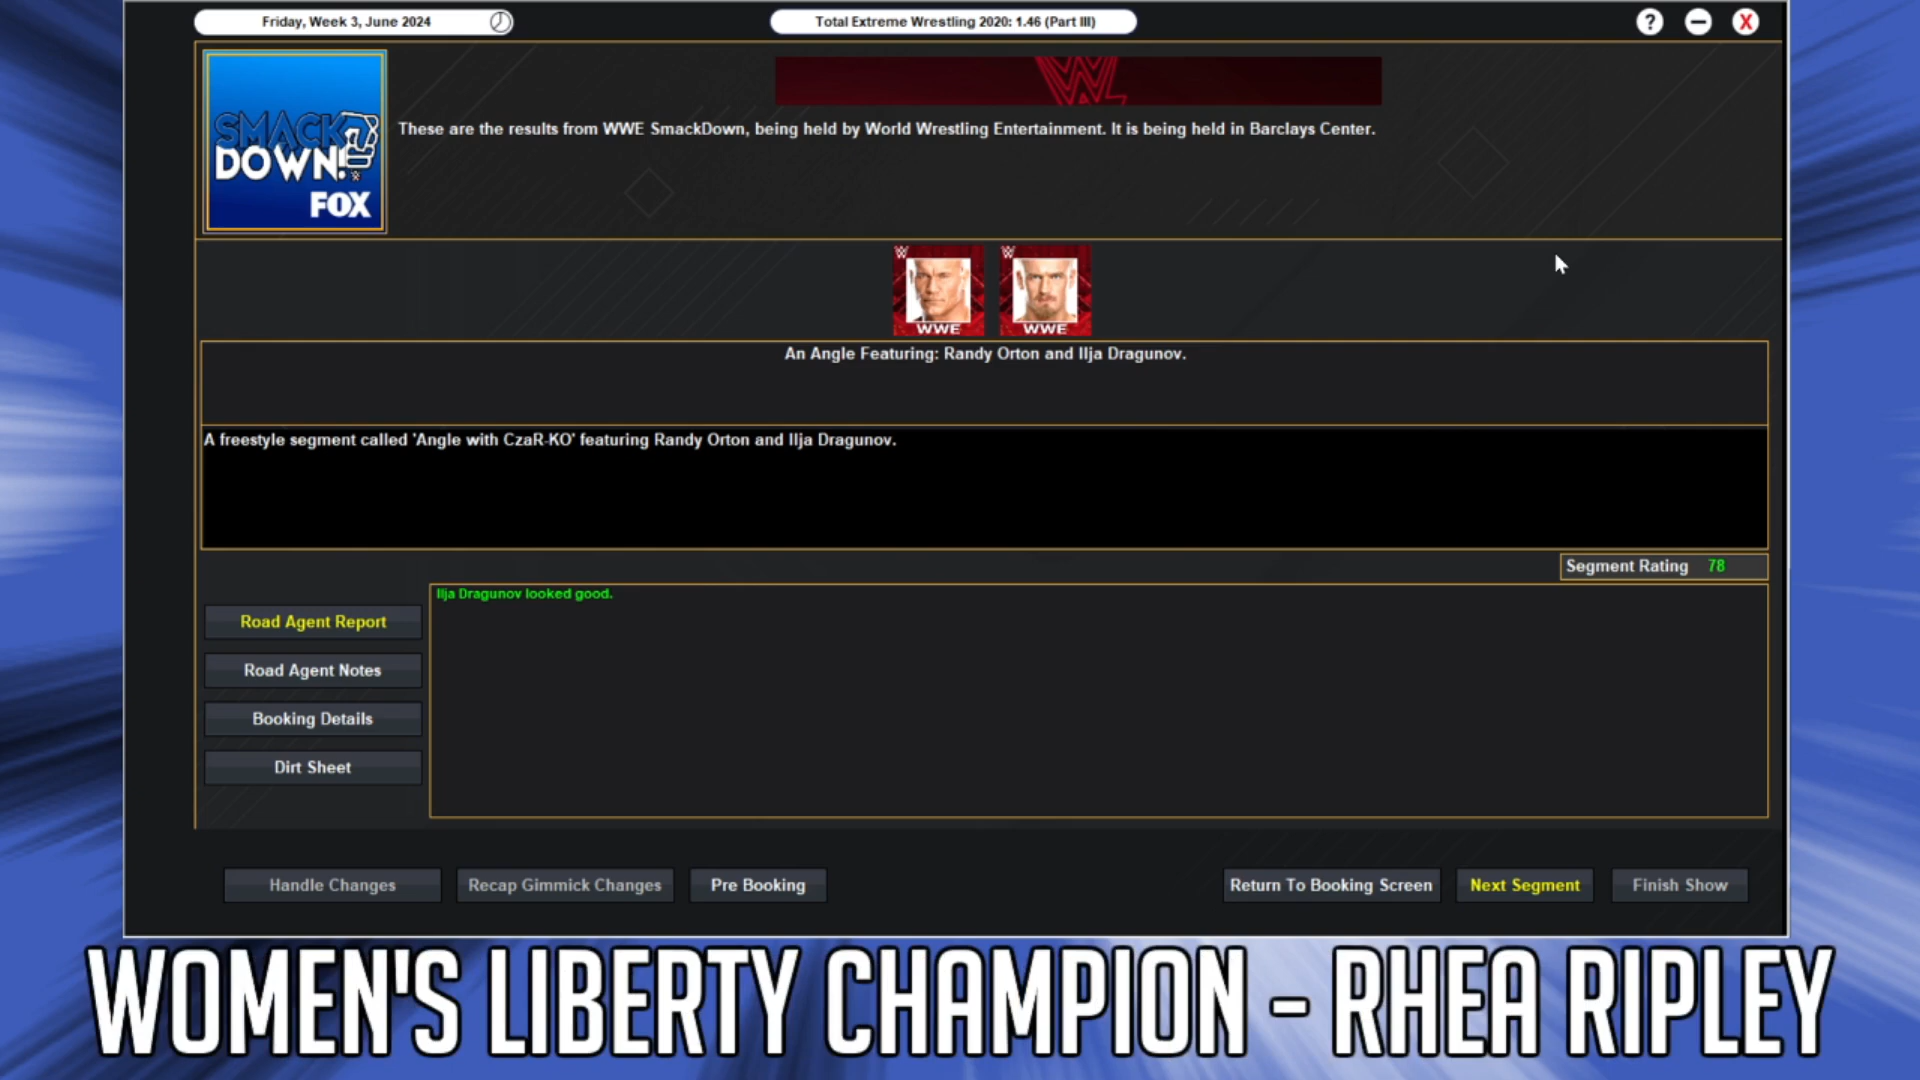 Friday, Week 3, June 2024
Total Extreme Wrestling 2020: 1.46 (Part III)
?
X
SMACK
DOWN!
FOX
These are the results from WWE SmackDown, being held by World Wrestling Entertainment. It is being held in Barclays Center.
WWE WWE
An Angle Featuring: Randy Orton and Ilja Dragunov.
A freestyle segment called 'Angle with CzaR-KO' featuring Randy Orton and Ilja Dragunov.
Segment Rating 78
Ilja Dragunov looked good.
Road Agent Report
Road Agent Notes
Booking Details
Dirt Sheet
Handle Changes Recap Gimmick Changes Pre Booking Return To Booking Screen Next Segment Finish Show
WOMEN'S LIBERTY CHAMPION - RHEA RIPLEY